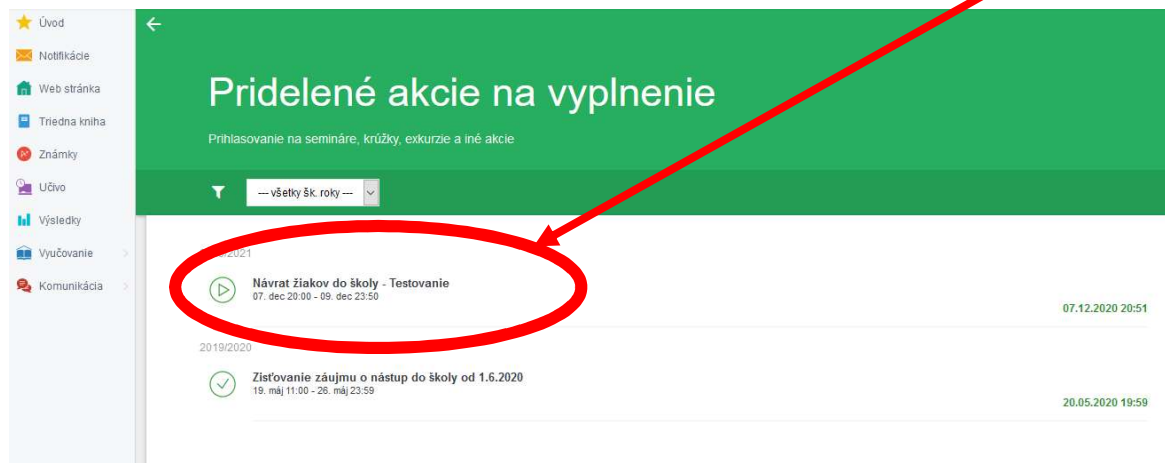 Úvod
Notifikácie
Web stránka
Triedna kniha
Známky
Učivo
Výsledky
Vyučovanie
Komunikácia
Pridelené akcie na vyplnenie
Prihlasovanie na semináre, krúžky, exkurzie a iné akcie
--- všetky šk. roky ---
Návrat žiakov do školy - Testovanie
07. dec 20:00 - 09. dec 23:50
07.12.2020 20:51
2019/2020
Zisťovanie záujmu o nástup do školy od 1.6.2020
19. máj 11:00 - 26. máj 23:59
20.05.2020 19:59